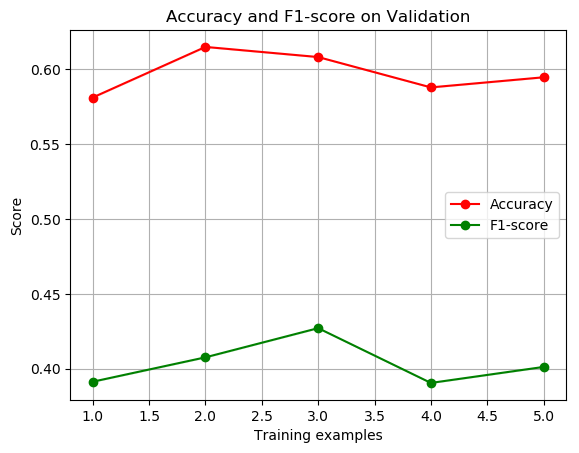 Accuracy and F1-score on Validation
0.60
0.55
0.50
0.45
0.40
Score
Accuracy
F1-score
1.0 1.5 2.0 2.5 3.0 3.5 4.0 4.5 5.0
Training examples